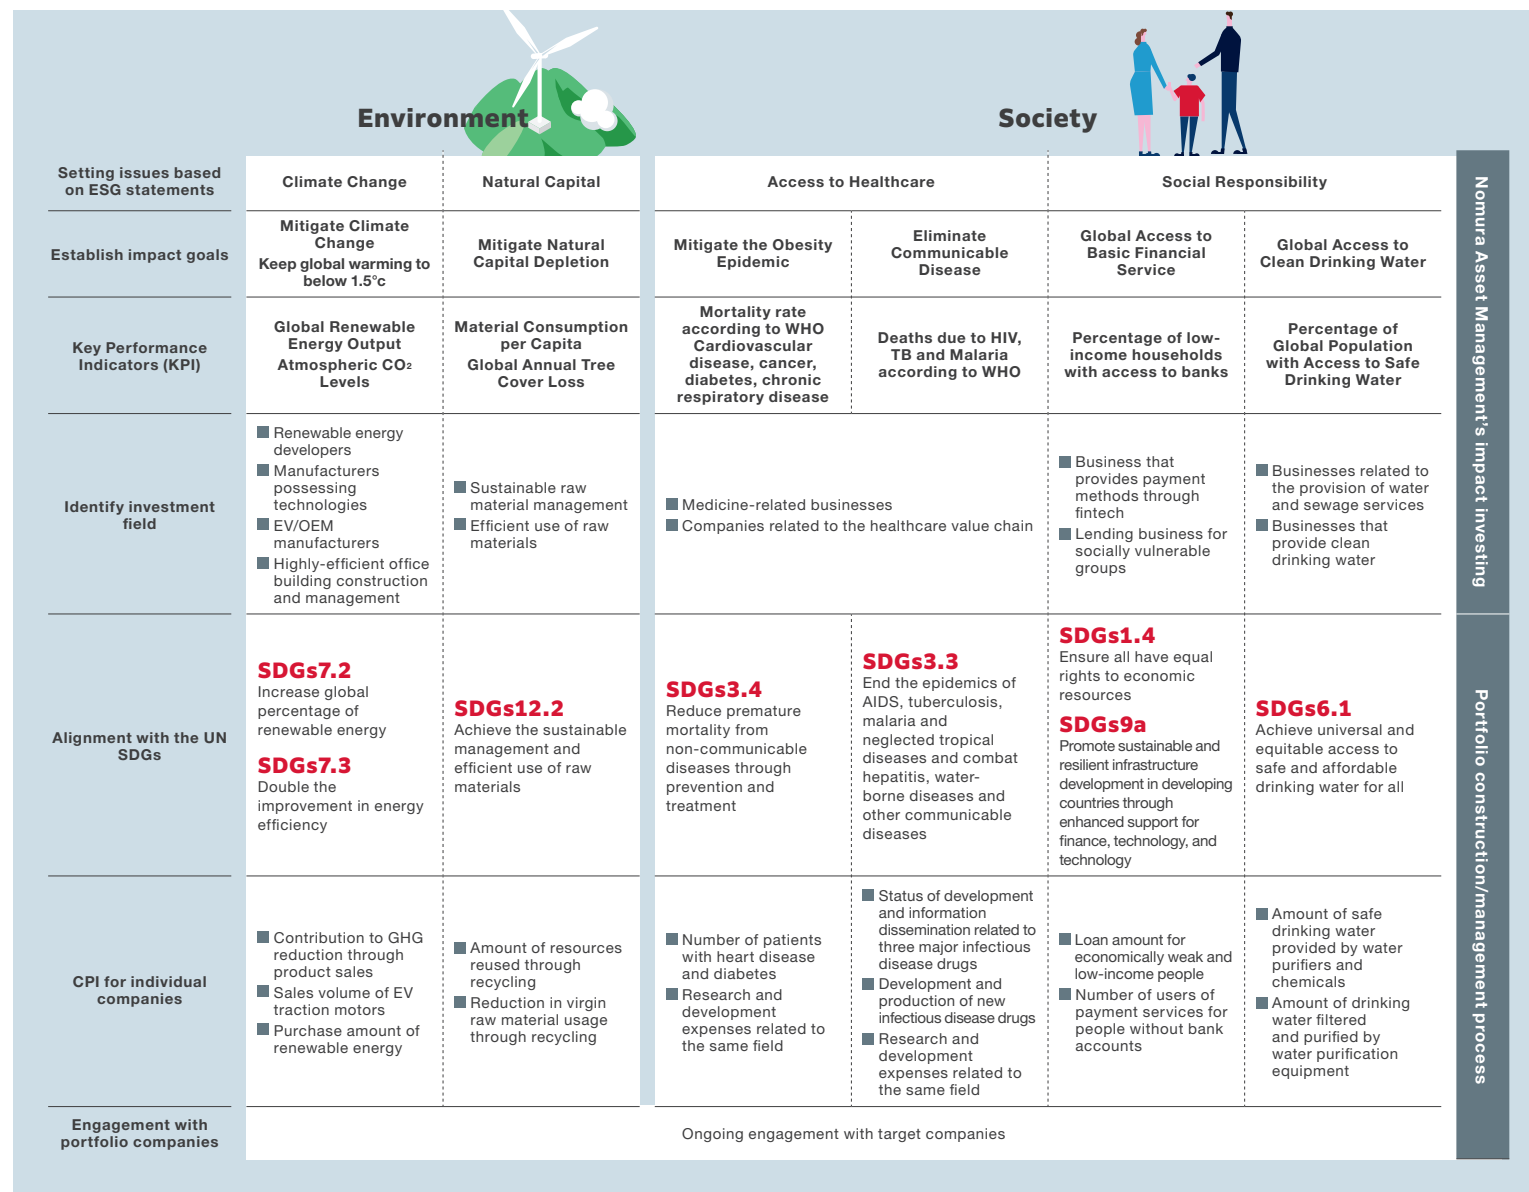 Environment
Society
Setting issues based
on ESG statements
Climate Change
Natural Capital
Access to Healthcare
Social Responsibility
Establish impact goals
Mitigate Climate
Change
Keep global warming to
below 1.5°c
Mitigate Natural
Capital Depletion
Mitigate the Obesity
Epidemic
Eliminate
Communicable
Disease
Global Access to
Basic Financial
Service
Global Access to
Clean Drinking Water
Key Performance
Indicators (KPI)
Global Renewable
Energy Output
Atmospheric CO₂
Levels
Material Consumption
per Capita
Global Annual Tree
Cover Loss
Mortality rate
according to WHO
Cardiovascular
disease, cancer,
diabetes, chronic
respiratory disease
Deaths due to HIV,
TB and Malaria
according to WHO
Percentage of low-
income households
with access to banks
Percentage of
Global Population
with Access to Safe
Drinking Water
Identify investment
field
Renewable energy
developers
Manufacturers
possessing
technologies
EV/OEM
manufacturers
Highly-efficient office
building construction
and management
Sustainable raw
material management
Efficient use of raw
materials
Medicine-related businesses
Companies related to the healthcare value chain
Business that
provides payment
methods through
fintech
Lending business for
socially vulnerable
groups
Businesses related to
the provision of water
and sewage services
Businesses that
provide clean
drinking water
Nomura Asset Management's impact investing
Alignment with the UN
SDGs
SDGs7.2
Increase global
percentage of
renewable energy
SDGs7.3
Double the
improvement in energy
efficiency
SDGs12.2
Achieve the sustainable
management and
efficient use of raw
materials
SDGs3.4
Reduce premature
mortality from
non-communicable
diseases through
prevention and
treatment
SDGs3.3
End the epidemics of
AIDS, tuberculosis,
malaria and
neglected tropical
diseases and combat
hepatitis, water-
borne diseases and
other communicable
diseases
SDGs1.4
Ensure all have equal
rights to economic
resources
SDGs9a
Promote sustainable and
resilient infrastructure
development in developing
countries through
enhanced support for
finance, technology, and
technology
SDGs6.1
Achieve universal and
equitable access to
safe and affordable
drinking water for all
CPI for individual
companies
Contribution to GHG
reduction through
product sales
Sales volume of EV
traction motors
Purchase amount of
renewable energy
Amount of resources
reused through
recycling
Reduction in virgin
raw material usage
through recycling
Number of patients
with heart disease
and diabetes
Research and
development
expenses related to
the same field
Status of development
and information
dissemination related to
three major infectious
disease drugs
Development and
production of new
infectious disease drugs
Research and
development
expenses related to
the same field
Loan amount for
economically weak and
low-income people
Number of users of
payment services for
people without bank
accounts
Amount of safe
drinking water
provided by water
purifiers and
chemicals
Amount of drinking
water filtered
and purified by
water purification
equipment
Portfolio construction/management process
Engagement with
portfolio companies
Ongoing engagement with target companies